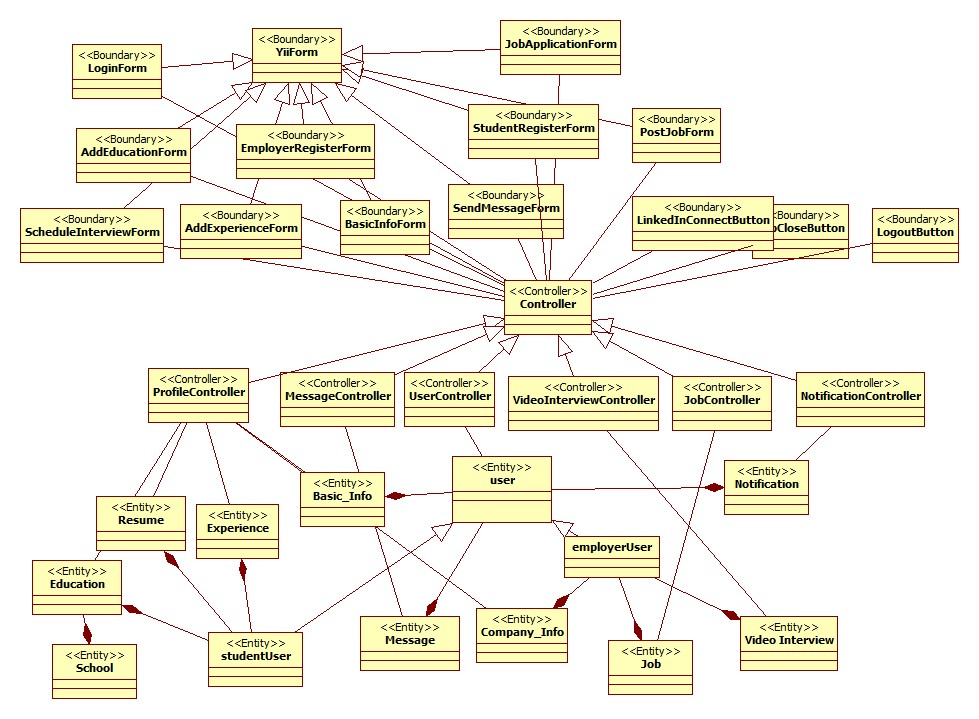 <<Boundary>>
YiiForm
<<Boundary>>
JobApplicationForm
<<Boundary>>
LoginForm
<<Boundary>>
StudentRegisterForm
<<Boundary>>
PostJobForm
<<Boundary>>
EmployerRegisterForm
<<Boundary>>
AddEducationForm
<<Boundary>>
SendMessageForm
<<Boundary>>
LinkedInConnectButton
Boundary>>
oCloseButton
<<Boundary>>
LogoutButton
<<Boundary>>
ScheduleInterviewForm
<<Boundary>>
AddExperienceForm
<<Boundary>>
BasicInfoForm
<<Controller>>
Controller
<<Controller>>
ProfileController
<<Controller>>
MessageController
<<Controller>>
UserController
<<Controller>>
VideoInterviewController
<<Controller>>
JobController
<<Controller>>
NotificationController
<<Entity>>
Basic_Info
<<Entity>>
user
<<Entity>>
Notification
<<Entity>>
Resume
<<Entity>>
Experience
employerUser
<<Entity>>
Education
<<Entity>>
School
<<Entity>>
studentUser
<<Entity>>
Message
<<Entity>>
Company_Info
<<Entity>>
Job
<<Entity>>
Video Interview